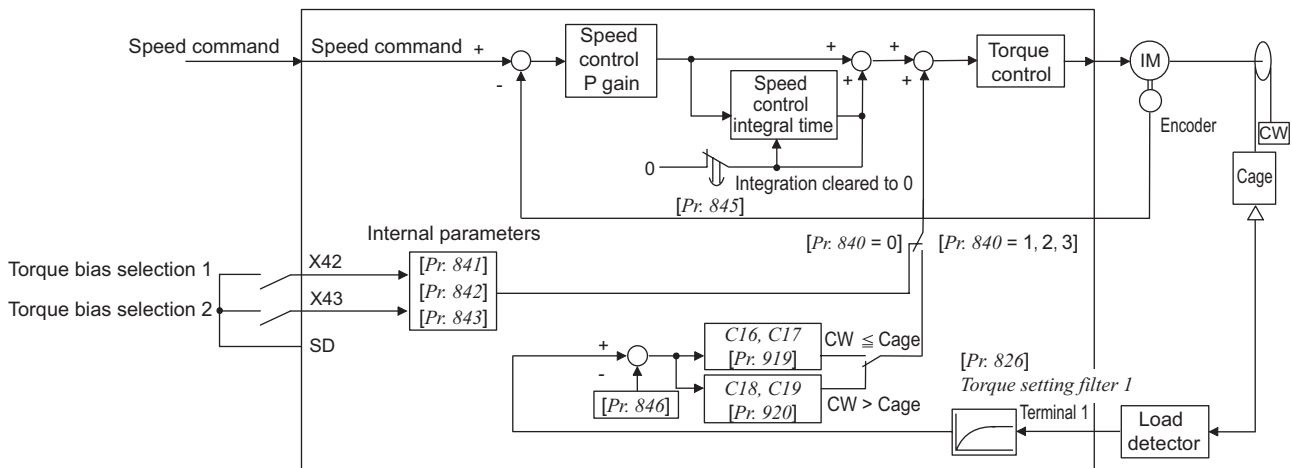 Speed command
Speed command
+
-
Speed
control
P gain
+
+
+
+
Torque
control
IM
Speed
control
integral time
Encoder
CW
Cage
0
Integration cleared to 0
[Pr. 845]
Internal parameters
[Pr. 840 = 0]
[Pr. 840 = 1, 2, 3]
Torque bias selection 1
X42
[Pr. 841]
[Pr. 842]
Torque bias selection 2
X43
[Pr. 843]
SD
+
-
C16, C17
[Pr. 919]
CW ≦ Cage
[Pr. 846]
C18, C19
[Pr. 920]
CW > Cage
[Pr. 826]
Torque setting filter 1
Terminal 1
Load
detector